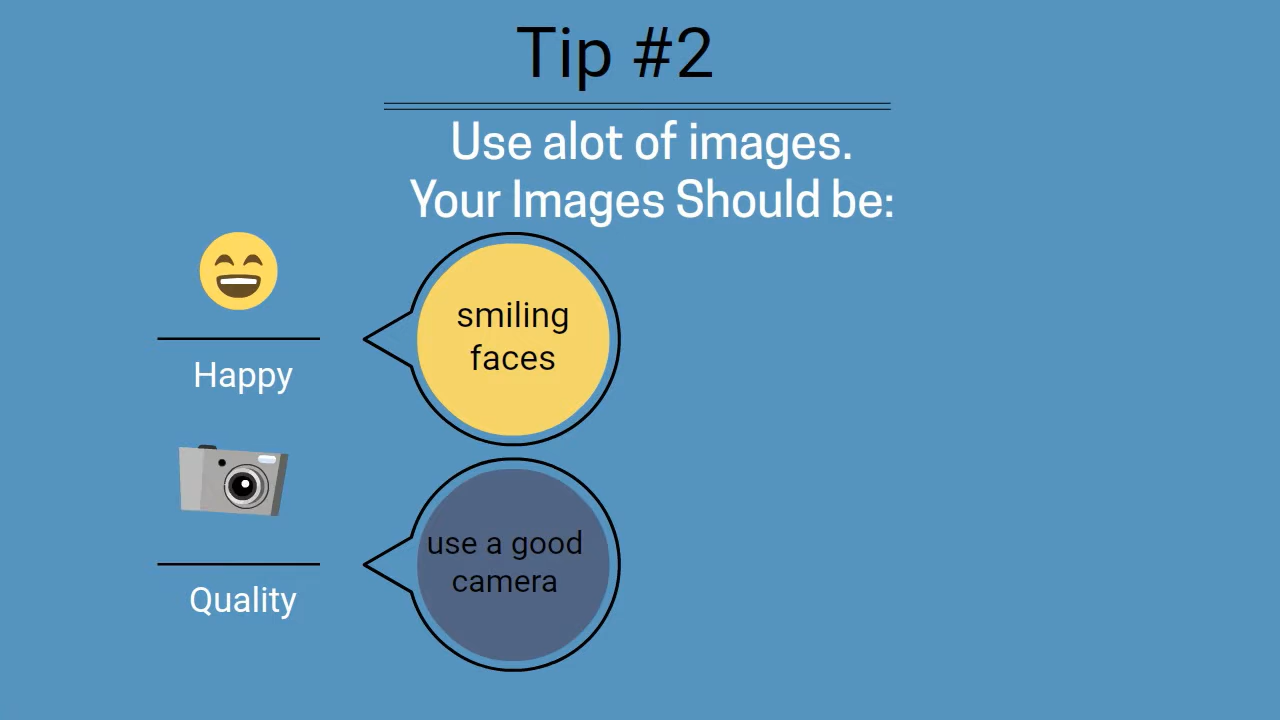 Tip #2
Use alot of images.
Your Images Should be:
smiling
faces
Happy
use a good
camera
Quality